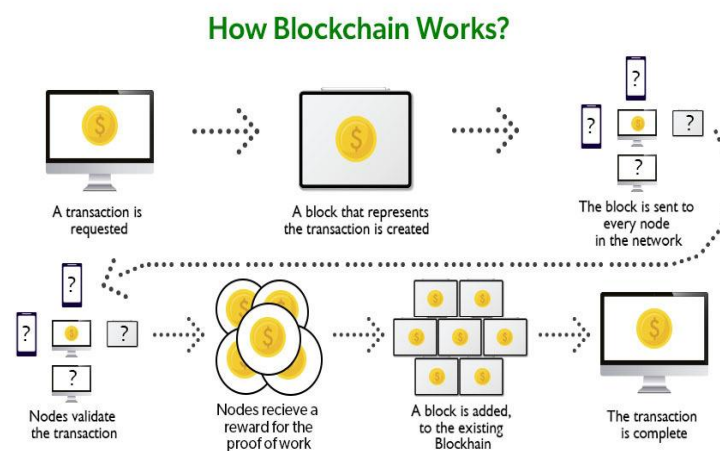 How Blockchain Works?
$
$
?
?
$
?
?
A transaction is
requested
A block that represents
the transaction is created
The block is sent to
every node
in the network
?
?
$
?
?
$
$
$
$
$
$
$
$
$
$
$
$
$
Nodes validate
the transaction
Nodes recieve a
reward for the
proof of work
A block is added,
to the existing
Blockhain
The transaction
is complete